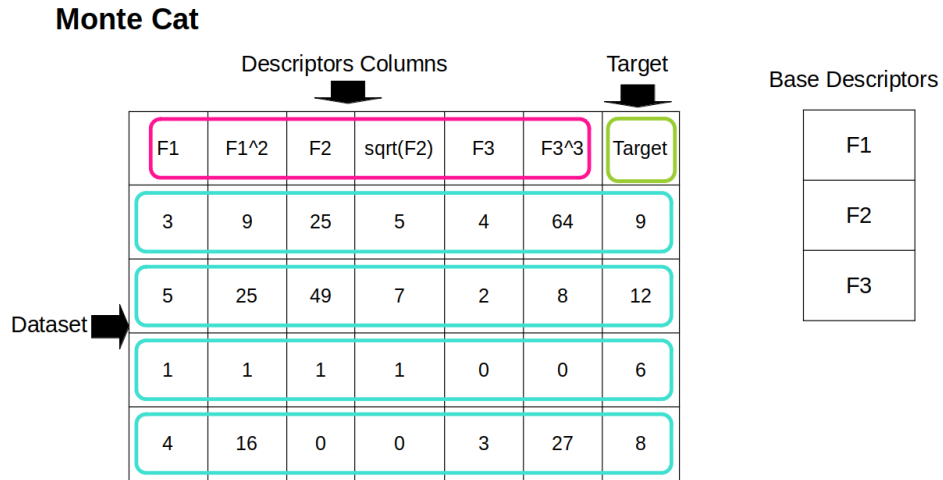 Monte Cat
Descriptors Columns
Target
Base Descriptors
F1 F1^2 F2 sqrt(F2) F3 F3^3 Target
3 9 25 5 4 64 9
5 25 49 7 2 8 12
1 1 1 1 0 0 6
4 16 0 0 3 27 8
Dataset
F1
F2
F3